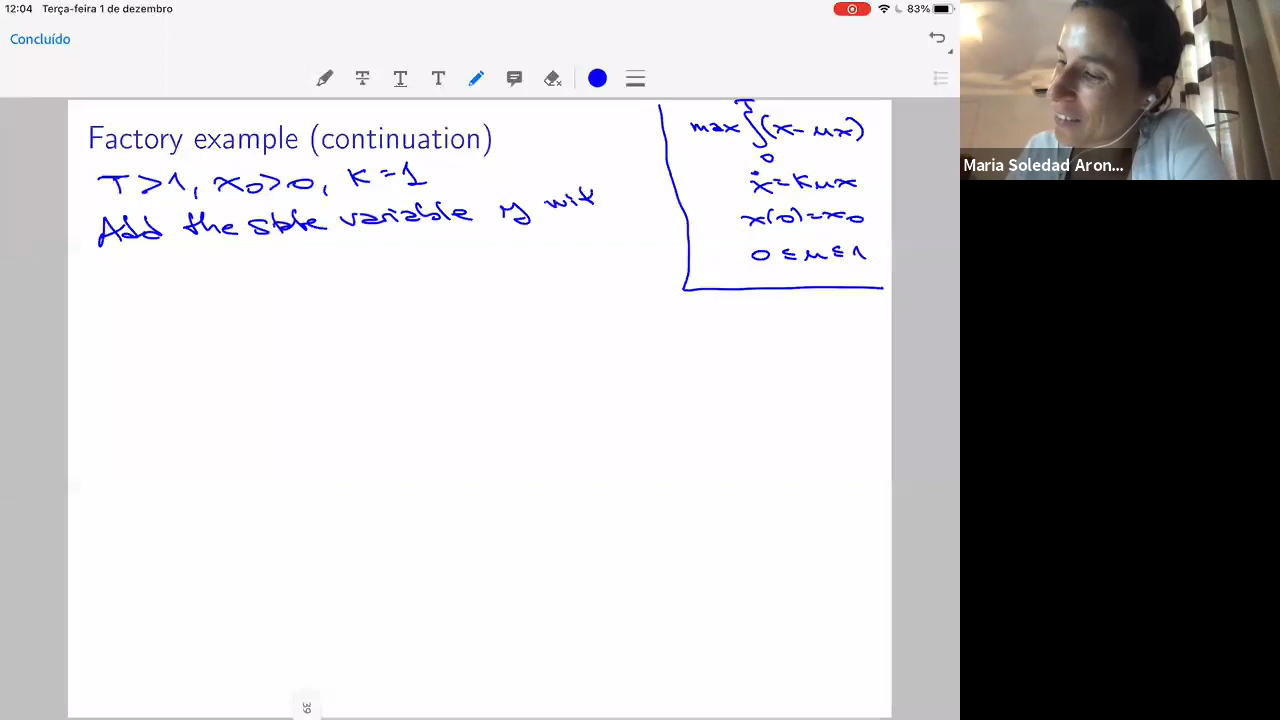 12:04 Terça-feira 1 de dezembro
83%
Concluído
Factory example (continuation)
T > 1, x0 > 0, K = 1
Add the state variable y wit
max ∫0T (x - ux)
ẋ = Kux
x(0) = x0
0 ≤ u ≤ 1
Maria Soledad Aron...
39